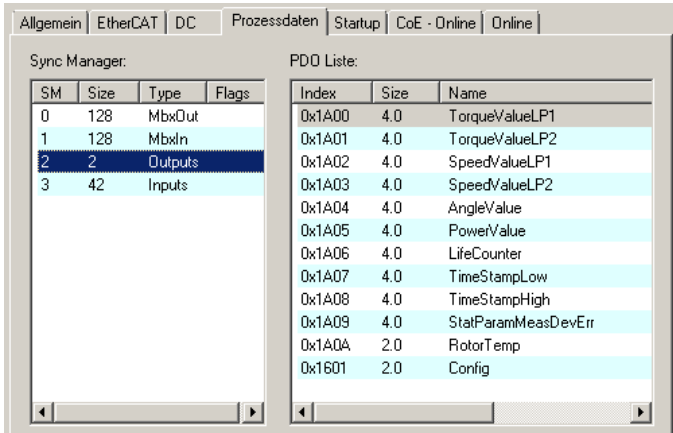 Allgemein EtherCAT DC Prozessdaten Startup CoE - Online Online
Sync Manager:
SM Size Type Flags
0 128 MbxOut
1 128 MbxIn
2 2 Outputs
3 42 Inputs
PDO Liste:
Index Size Name
0x1A00 4.0 TorqueValueLP1
0x1A01 4.0 TorqueValueLP2
0x1A02 4.0 SpeedValueLP1
0x1A03 4.0 SpeedValueLP2
0x1A04 4.0 AngleValue
0x1A05 4.0 PowerValue
0x1A06 4.0 LifeCounter
0x1A07 4.0 TimeStampLow
0x1A08 4.0 TimeStampHigh
0x1A09 4.0 StatParamMeasDevErr
0x1A0A 2.0 RotorTemp
0x1601 2.0 Config